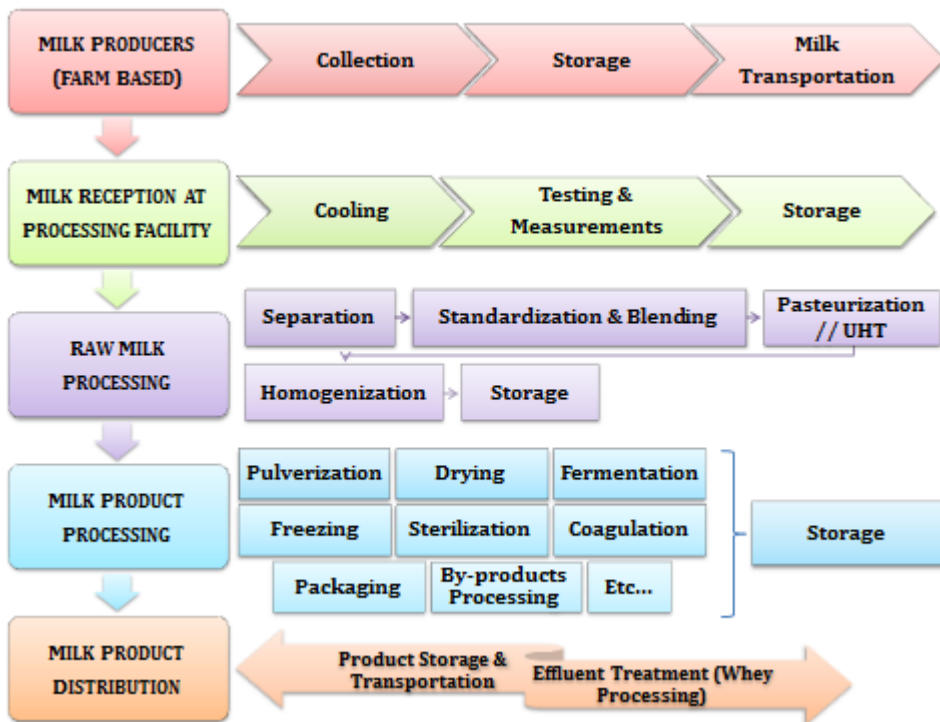 MILK PRODUCERS
(FARM BASED)
Collection
Storage
Milk
Transportation
MILK RECEPTION AT
PROCESSING FACILITY
Cooling
Testing &
Measurements
Storage
RAW MILK
PROCESSING
Separation
Standardization & Blending
Pasteurization
// UHT
Homogenization
Storage
MILK PRODUCT
PROCESSING
Pulverization
Drying
Fermentation
Freezing
Sterilization
Coagulation
Packaging
By-products
Processing
Etc...
Storage
MILK PRODUCT
DISTRIBUTION
Product Storage &
Transportation
Effluent Treatment (Whey
Processing)